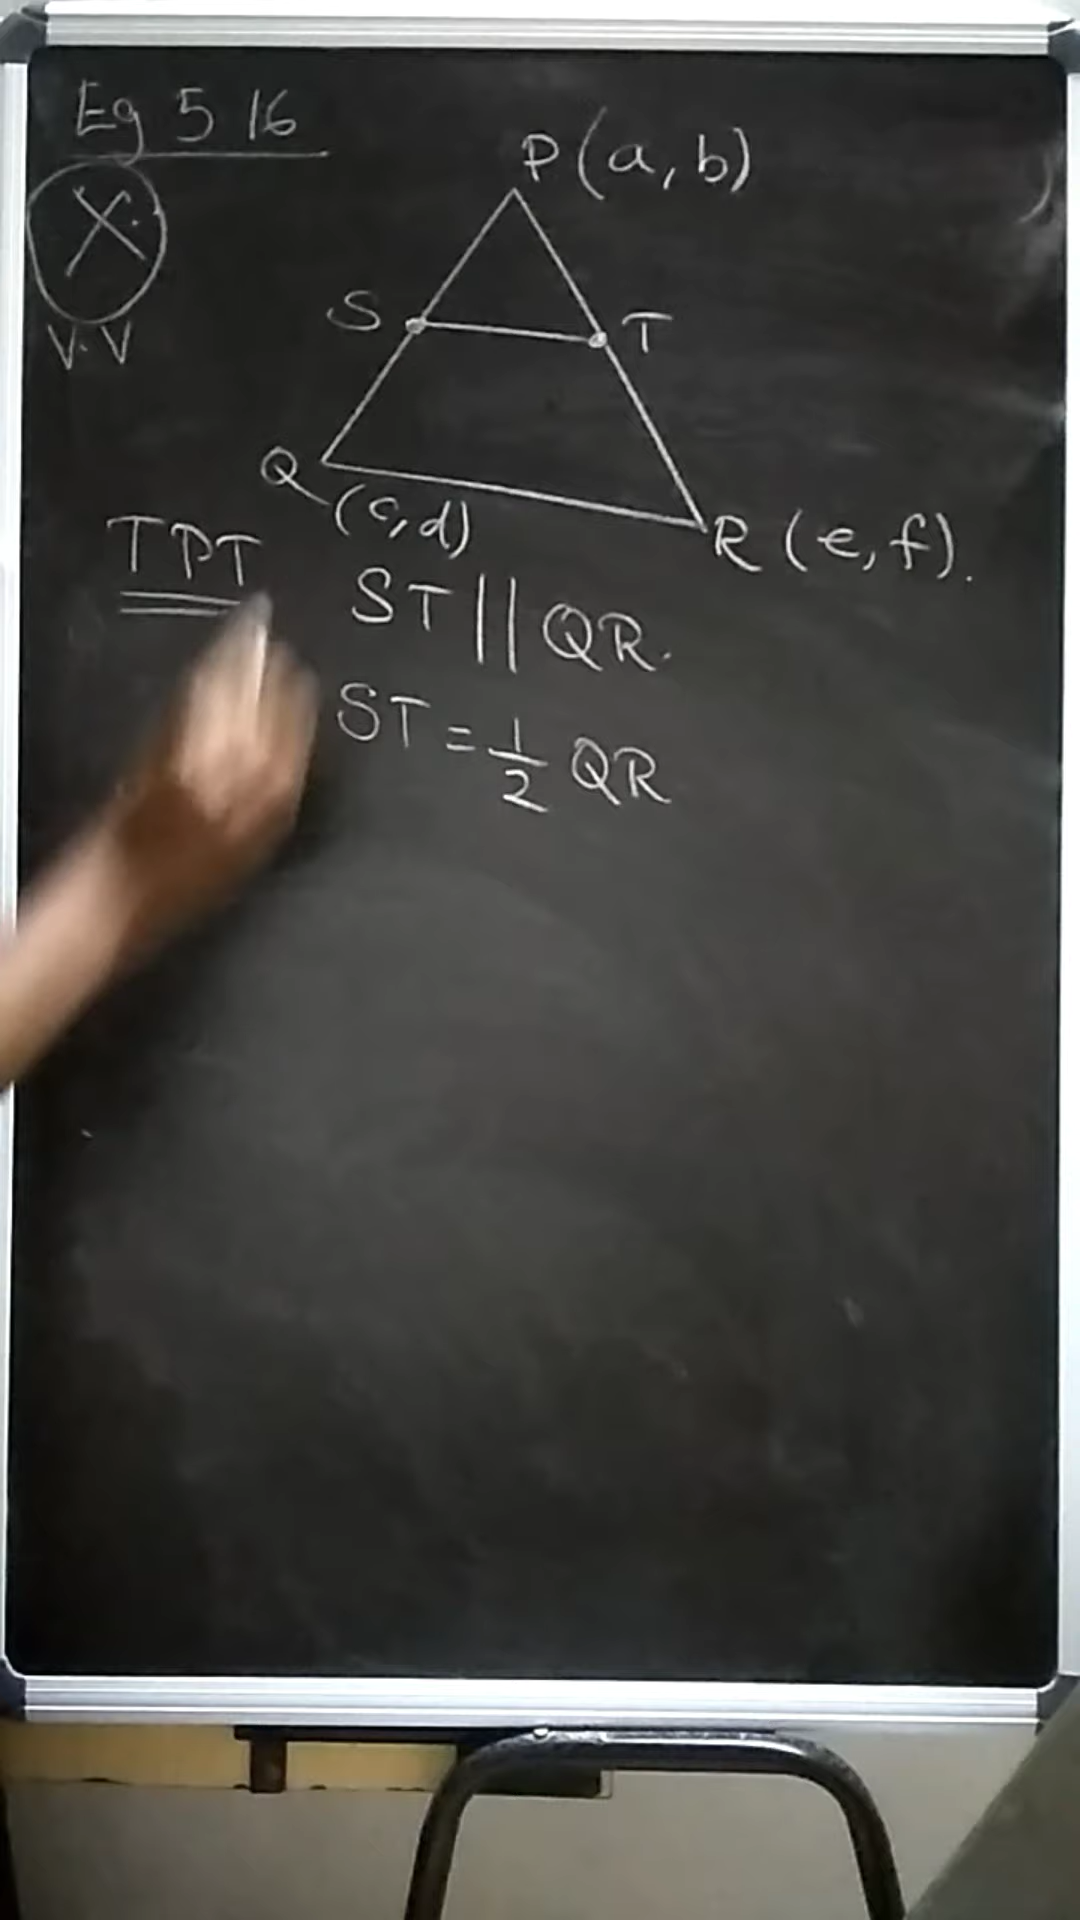 Eg 5 16
P(a, b)
V.V
S
T
Q
(c,d)
R (e, f).
TPT
ST || QR.
ST = 1/2 QR